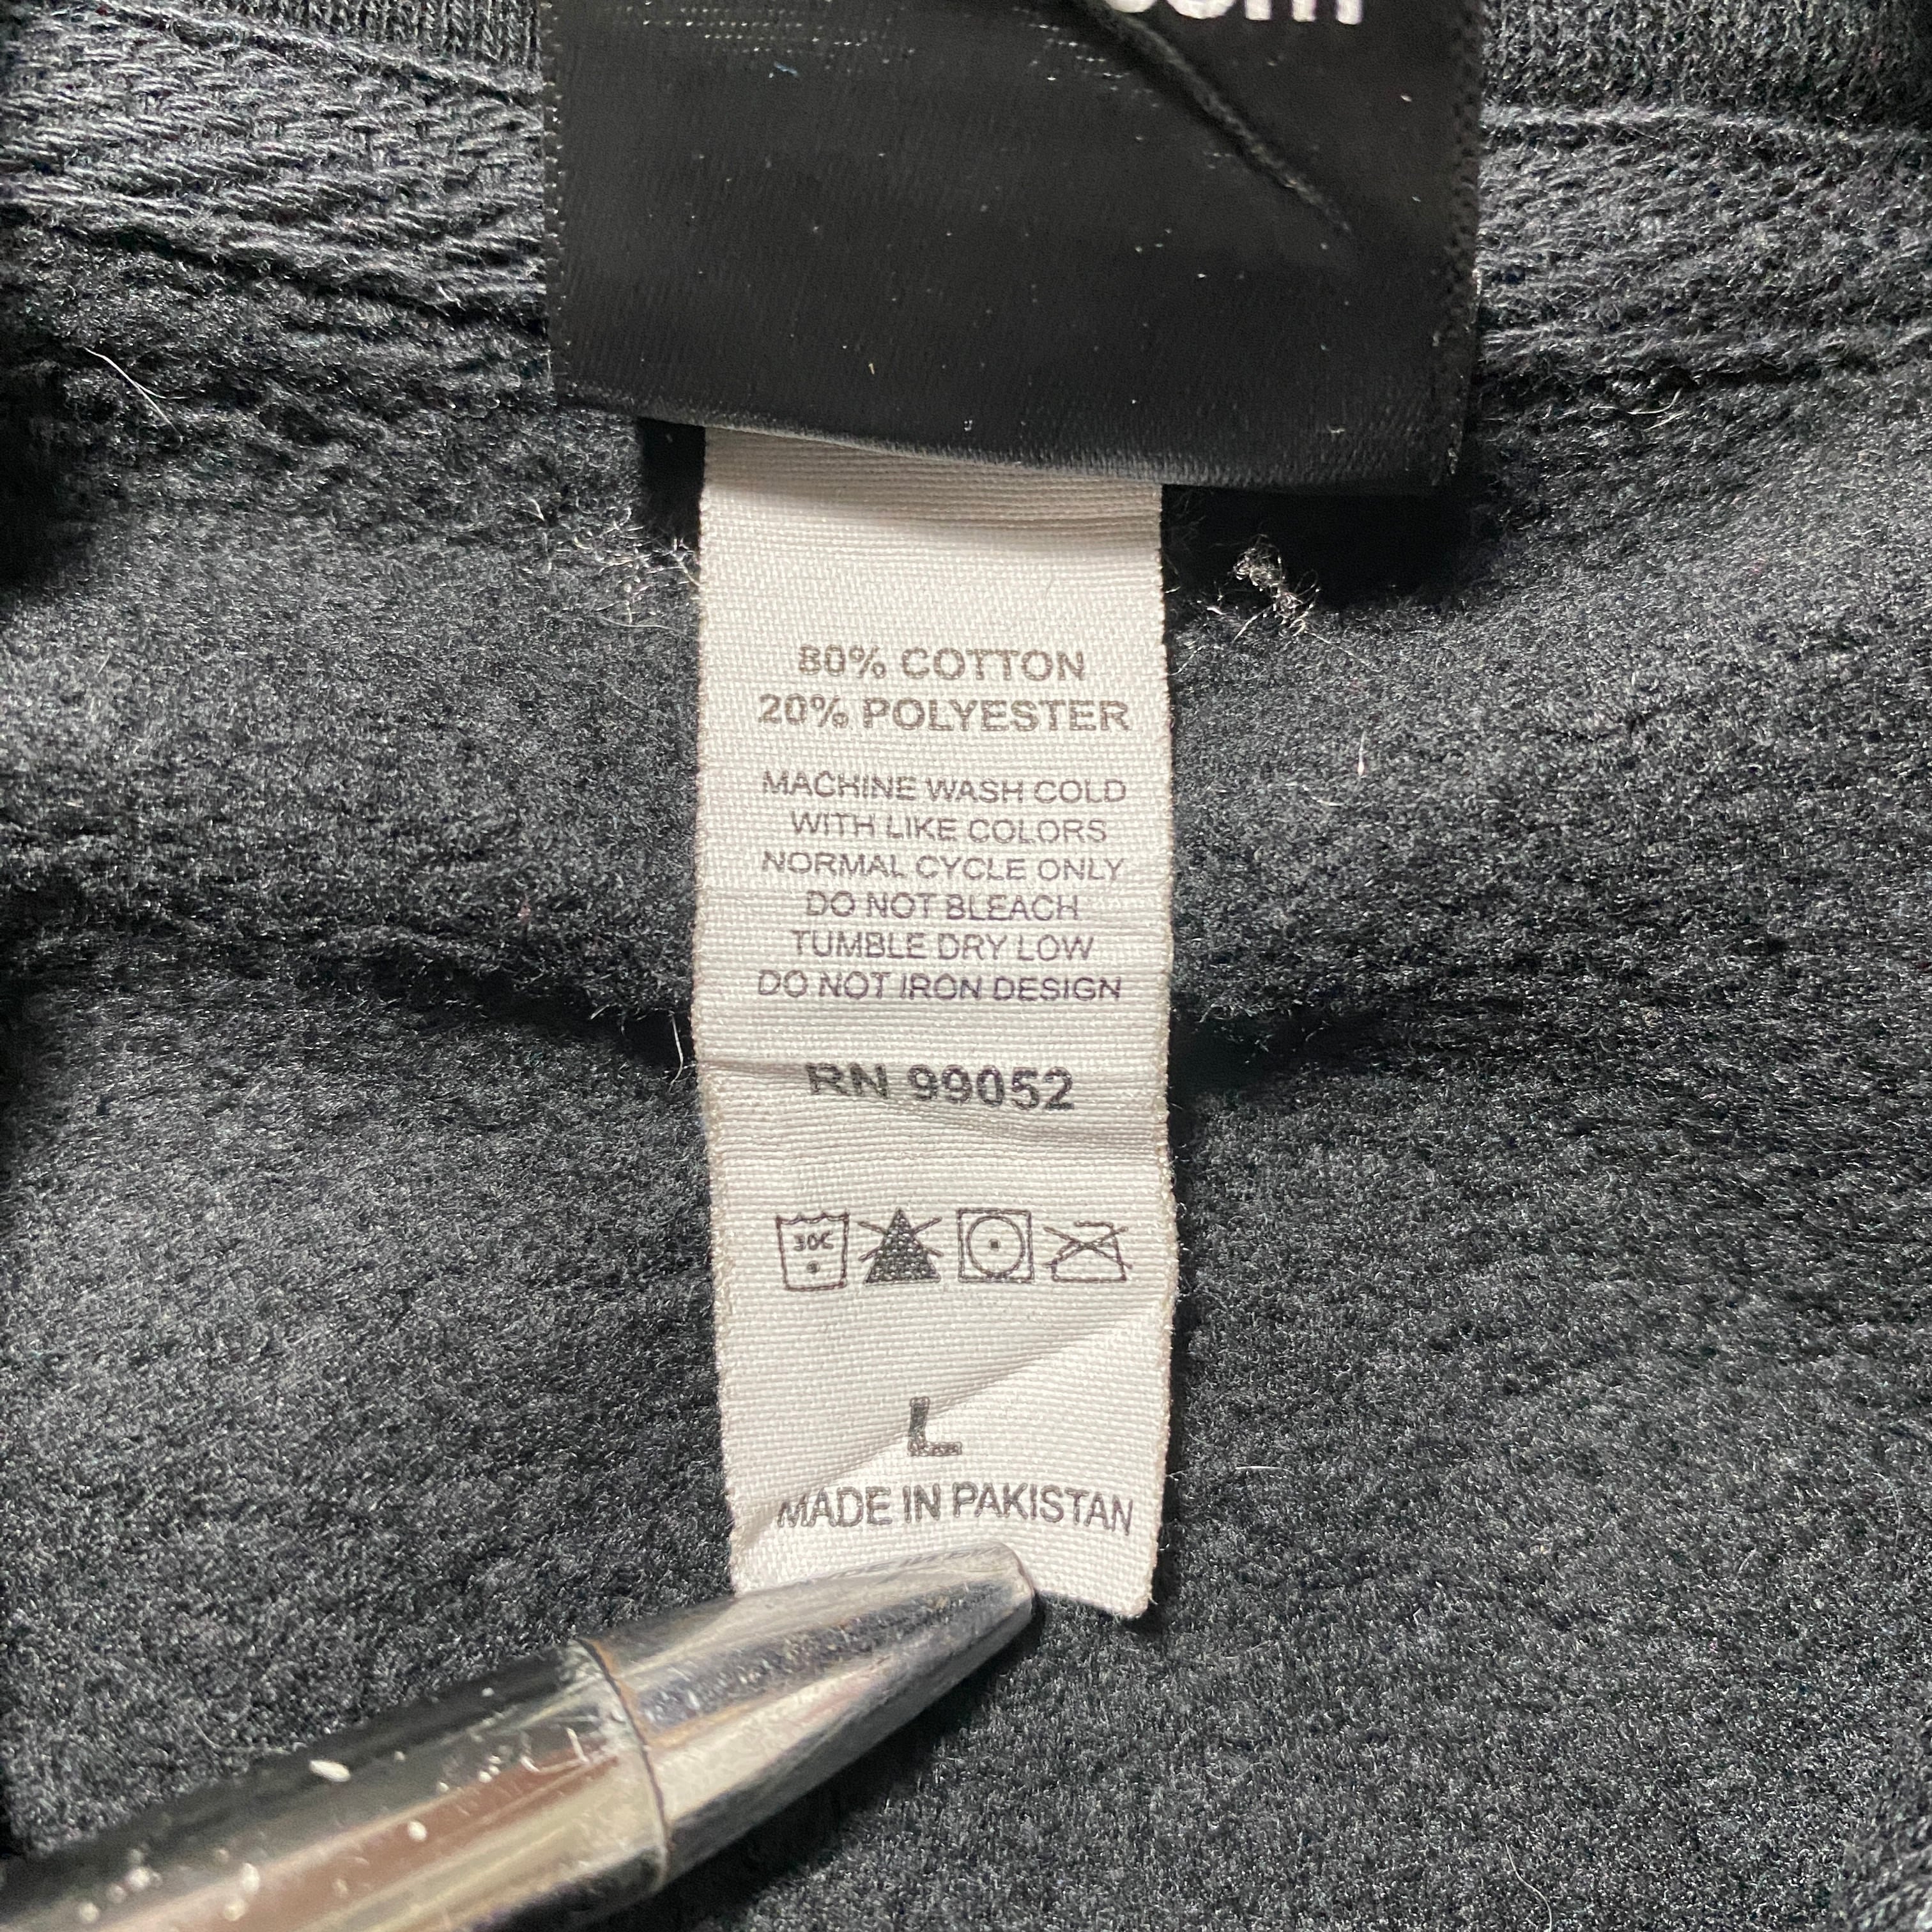 80% COTTON
20% POLYESTER
MACHINE WASH COLD
WITH LIKE COLORS
NORMAL CYCLE ONLY
DO NOT BLEACH
TUMBLE DRY LOW
DO NOT IRON DESIGN
RN 99052
30C
L
MADE IN PAKISTAN